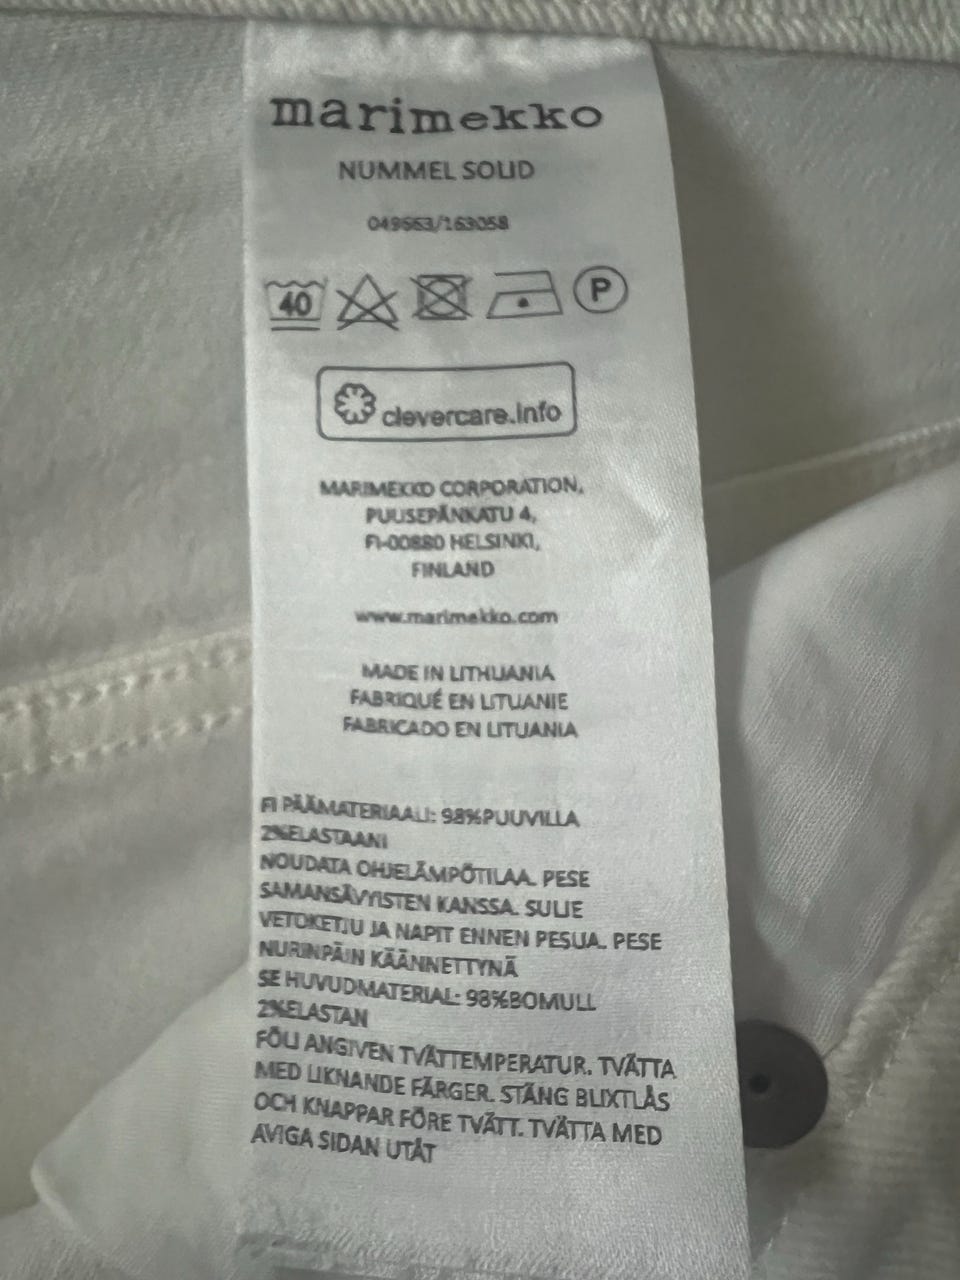 marimekko
NUMMEL SOLID
049663/163058
40 P
clevercare.info
MARIMEKKO CORPORATION,
PUUSEPÄNKATU 4,
FI-00880 HELSINKI,
FINLAND
www.marimekko.com
MADE IN LITHUANIA
FABRIQUÉ EN LITUANIE
FABRICADO EN LITUANIA
FI PÄÄMATERIAALI: 98%PUUVILLA
2%ELASTAANI
NOUDATA OHJELÄMPÖTILAA. PESE
SAMANSÄVYISTEN KANSSA. SULJE
VETOKETJU JA NAPIT ENNEN PESUA. PESE
NURINPÄIN KÄÄNNETTYNÄ
SE HUVUDMATERIAL: 98%BOMULL
2%ELASTAN
FÖLJ ANGIVEN TVÄTTEMPERATUR. TVÄTTA
MED LIKNANDE FÄRGER. STÄNG BLIXTLÅS
OCH KNAPPAR FÖRE TVÄTT. TVÄTTA MED
AVIGA SIDAN UTÅT